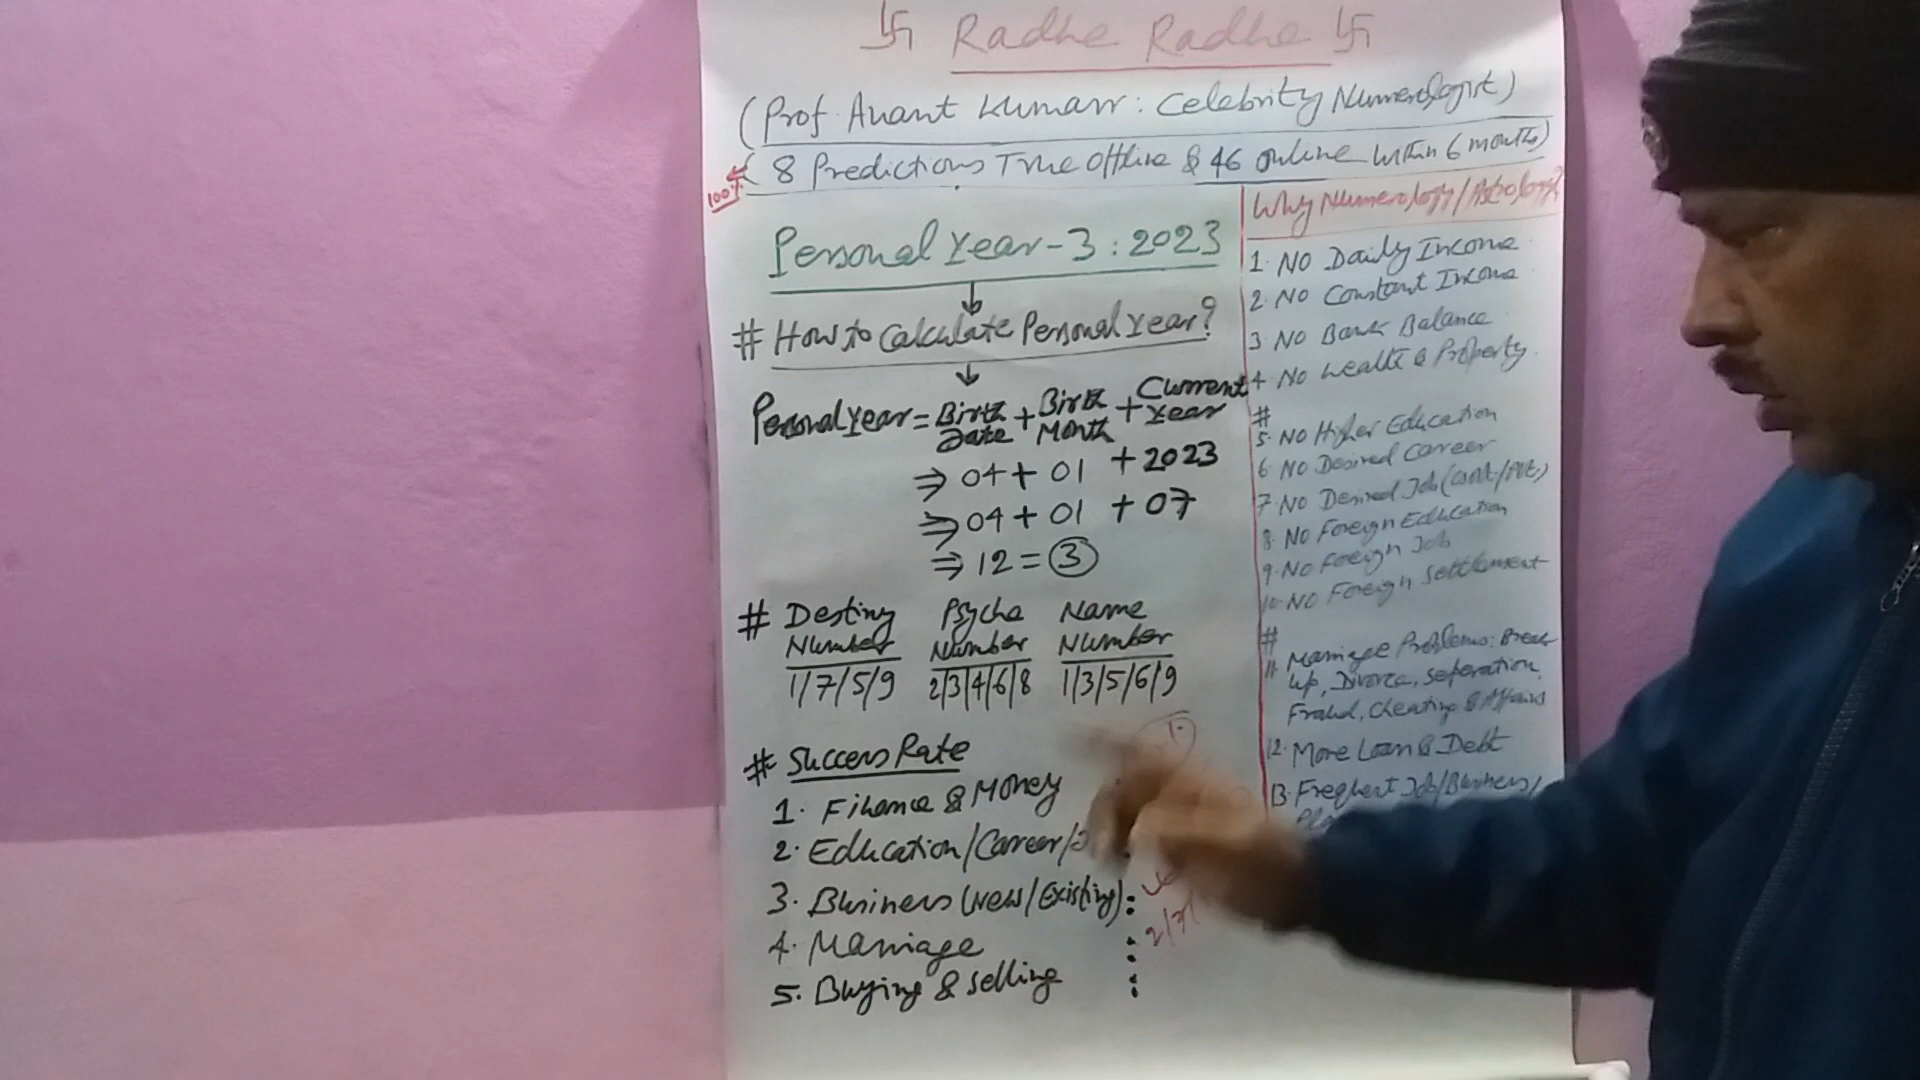 卐 Radhe Radhe 卐
(Prof. Anant Kumarr: Celebrity Numerologist)
100%
( 8 Predictions True Offline & 46 online within 6 months)
Personal Year-3: 2023
# How to Calculate Personal Year?
Personal Year = Birth Date + Birth Month + Current Year
⇒ 04 + 01 + 2023
⇒ 04 + 01 + 07
⇒ 12 = 3
# Destiny Number Psyche Number Name Number
1/7/5/9 2/3/4/6/8 1/3/5/6/9
# Success Rate
1. Finance & Money
2. Education/Career/
3. Business (New/Existing) :
4. Marriage :
5. Buying & Selling :
2/7/
Why Numerology/Astrology?
1. No Daily Income
2. No Constant Income
3. No Bank Balance
4. No wealth & Property
#
5. No Higher Education
6. No Desired Career
7. No Desired Job (Govt./Pvt.)
8. No Foreign Education
9. No Foreign Job
10. No Foreign Settlement
#
11. Marriage Problems: Break
up, Divorce, Seperation,
Fraud, Cheating & Affairs
12. More Loan & Debt
13. Frequent Job/Business/